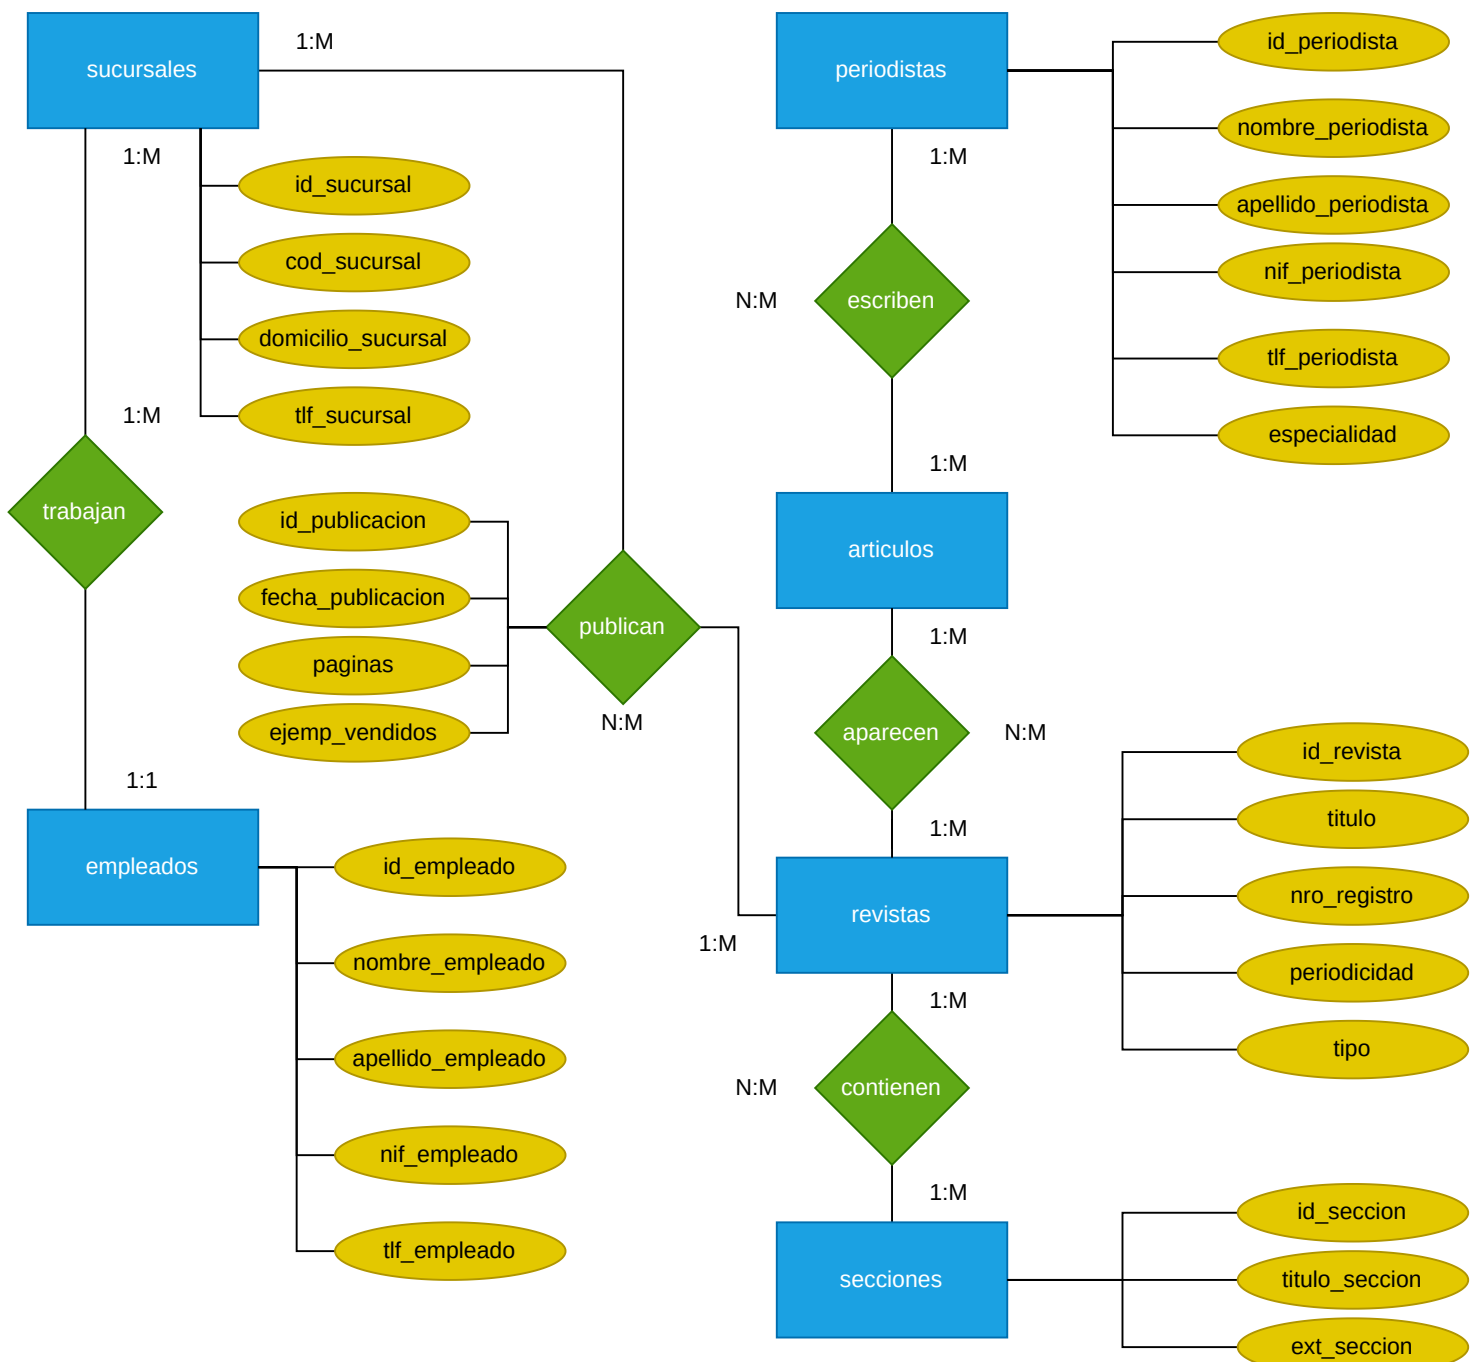 sucursales
1:M
1:M
id_sucursal
cod_sucursal
domicilio_sucursal
tlf_sucursal
1:M
trabajan
id_publicacion
fecha_publicacion
paginas
ejemp_vendidos
publican
N:M
1:1
empleados
id_empleado
nombre_empleado
apellido_empleado
nif_empleado
tlf_empleado
periodistas
id_periodista
nombre_periodista
apellido_periodista
nif_periodista
tlf_periodista
especialidad
1:M
escriben
N:M
1:M
articulos
1:M
aparecen
N:M
1:M
revistas
1:M
id_revista
titulo
nro_registro
periodicidad
tipo
1:M
contienen
N:M
1:M
secciones
id_seccion
titulo_seccion
ext_seccion